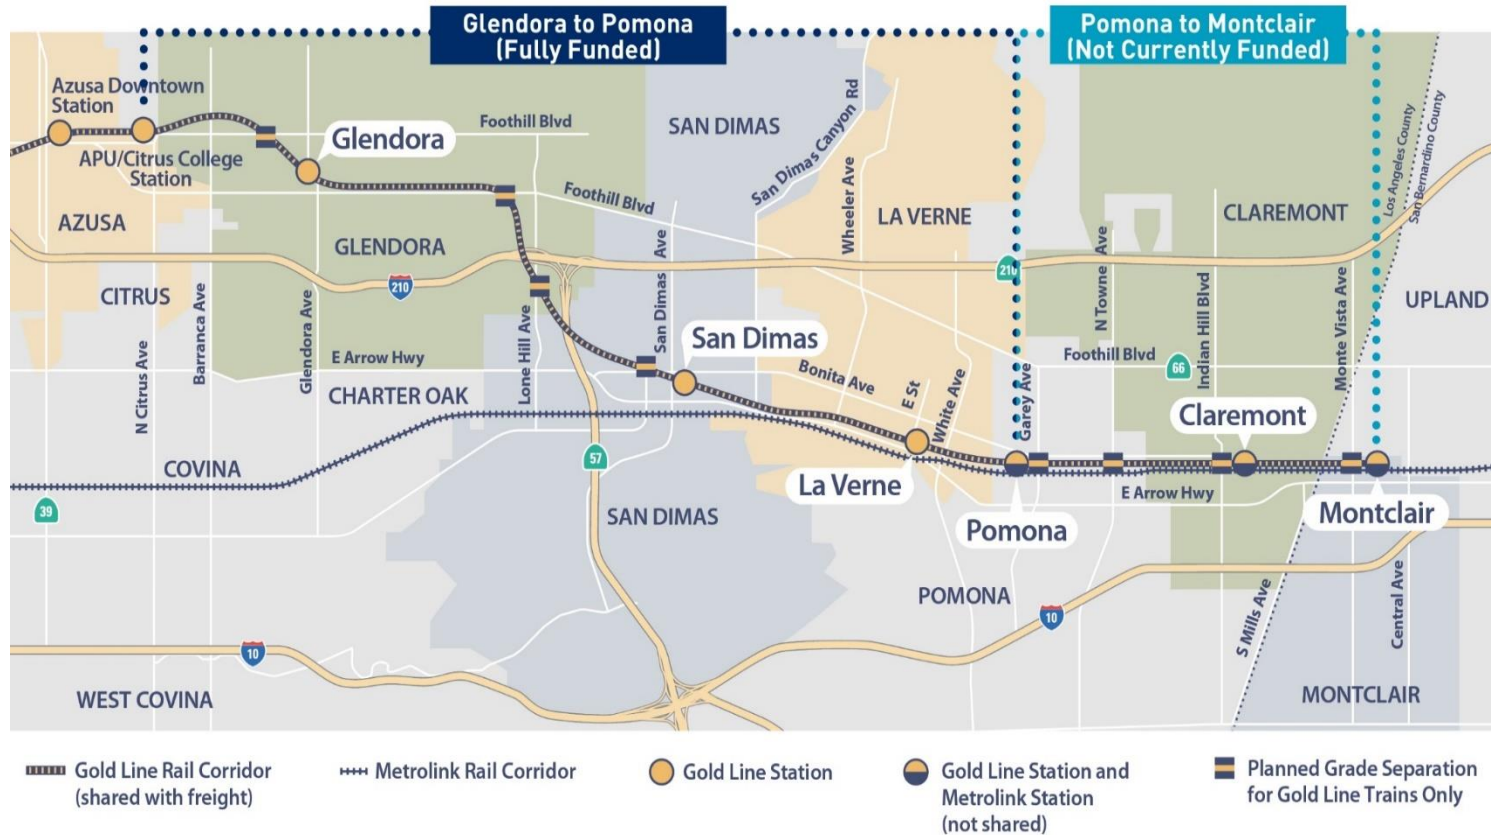 Glendora to Pomona
(Fully Funded)
Pomona to Montclair
(Not Currently Funded)
Azusa Downtown
Station
APU/Citrus College
Station
Glendora
Foothill Blvd
SAN DIMAS
San Dimas Canyon Rd
Wheeler Ave
LA VERNE
CLAREMONT
Los Angeles County
San Bernardino County
AZUSA
GLENDORA
Foothill Blvd
210
210
CITRUS
UPLAND
N Citrus Ave
Barranca Ave
Glendora Ave
Lone Hill Ave
San Dimas Ave
N Towne Ave
Indian Hill Blvd
Monte Vista Ave
E Arrow Hwy
San Dimas
Bonita Ave
E St
White Ave
Garey Ave
Foothill Blvd
66
CHARTER OAK
Claremont
COVINA
57
La Verne
E Arrow Hwy
39
SAN DIMAS
Pomona
Montclair
POMONA
10
10
S Mills Ave
Central Ave
WEST COVINA
MONTCLAIR
Gold Line Rail Corridor
(shared with freight)
Metrolink Rail Corridor
Gold Line Station
Gold Line Station and
Metrolink Station
(not shared)
Planned Grade Separation
for Gold Line Trains Only